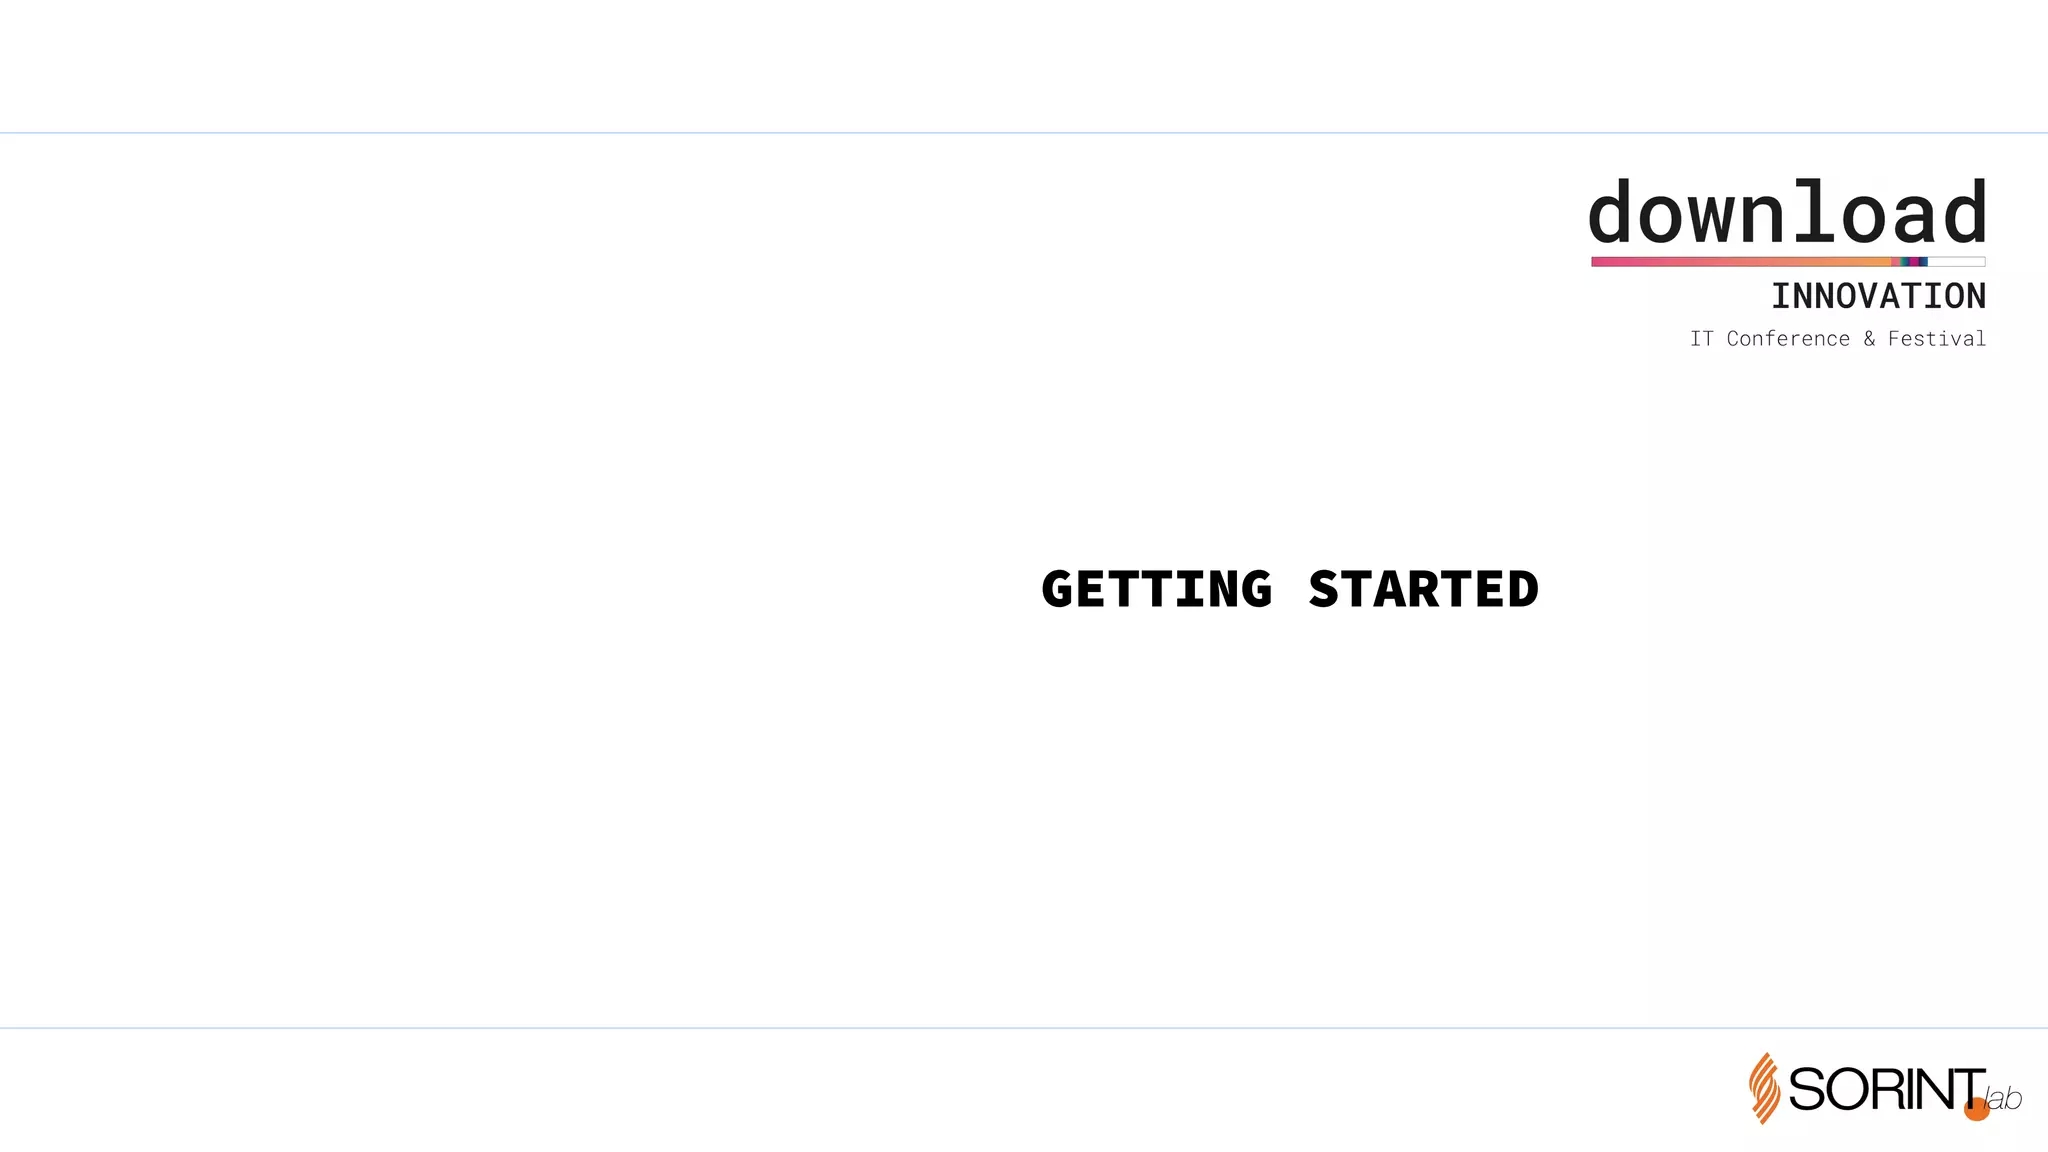 download
INNOVATION
IT Conference & Festival
GETTING STARTED
SORINT.lab